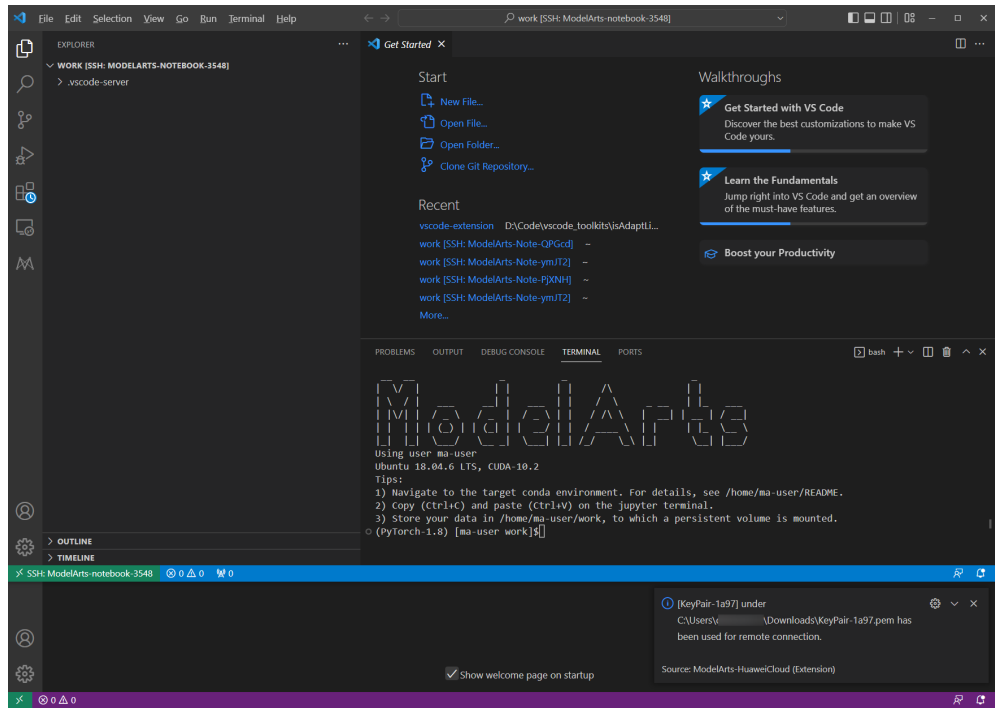 File Edit Selection View Go Run Terminal Help
work [SSH: ModelArts-notebook-3548]
EXPLORER
WORK [SSH: MODELARTS-NOTEBOOK-3548]
.vscode-server
OUTLINE
TIMELINE
Get Started
Start
New File...
Open File...
Open Folder...
Clone Git Repository...
Recent
vscode-extension D:\Code\vscode_toolkits\isAdaptLi...
work [SSH: ModelArts-Note-QPGcd] ~
work [SSH: ModelArts-Note-ymJT2] ~
work [SSH: ModelArts-Note-PjXNH] ~
work [SSH: ModelArts-Note-ymJT2] ~
More...
Walkthroughs
Get Started with VS Code
Discover the best customizations to make VS
Code yours.
Learn the Fundamentals
Jump right into VS Code and get an overview
of the must-have features.
Boost your Productivity
PROBLEMS OUTPUT DEBUG CONSOLE TERMINAL PORTS
bash
ModelArts
Using user ma-user
Ubuntu 18.04.6 LTS, CUDA-10.2
Tips:
1) Navigate to the target conda environment. For details, see /home/ma-user/README.
2) Copy (Ctrl+C) and paste (Ctrl+V) on the jupyter terminal.
3) Store your data in /home/ma-user/work, to which a persistent volume is mounted.
(PyTorch-1.8) [ma-user work]$
SSH: ModelArts-notebook-3548 0 0 0
[KeyPair-1a97] under
C:\Users\ \Downloads\KeyPair-1a97.pem has
been used for remote connection.
Source: ModelArts-HuaweiCloud (Extension)
Show welcome page on startup
0 0